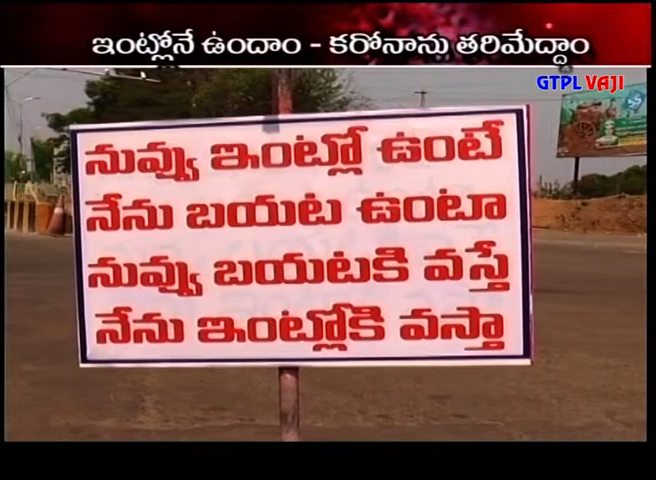 ఇంట్లోనే ఉందాం - కరోనాను తరిమేద్దాం
GTPL VAJI
నువ్వు ఇంట్లో ఉంటే
నేను బయట ఉంటా
నువ్వు బయటకి వస్తే
నేను ఇంట్లోకి వస్తా